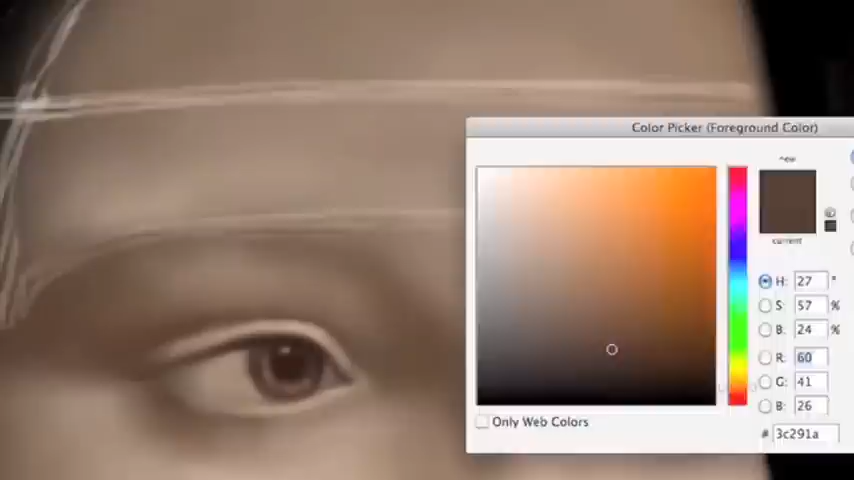 Color Picker (Foreground Color)
new
current
H: 27 °
S: 57 %
B: 24 %
R: 60
G: 41
B: 26
# 3c291a
Only Web Colors